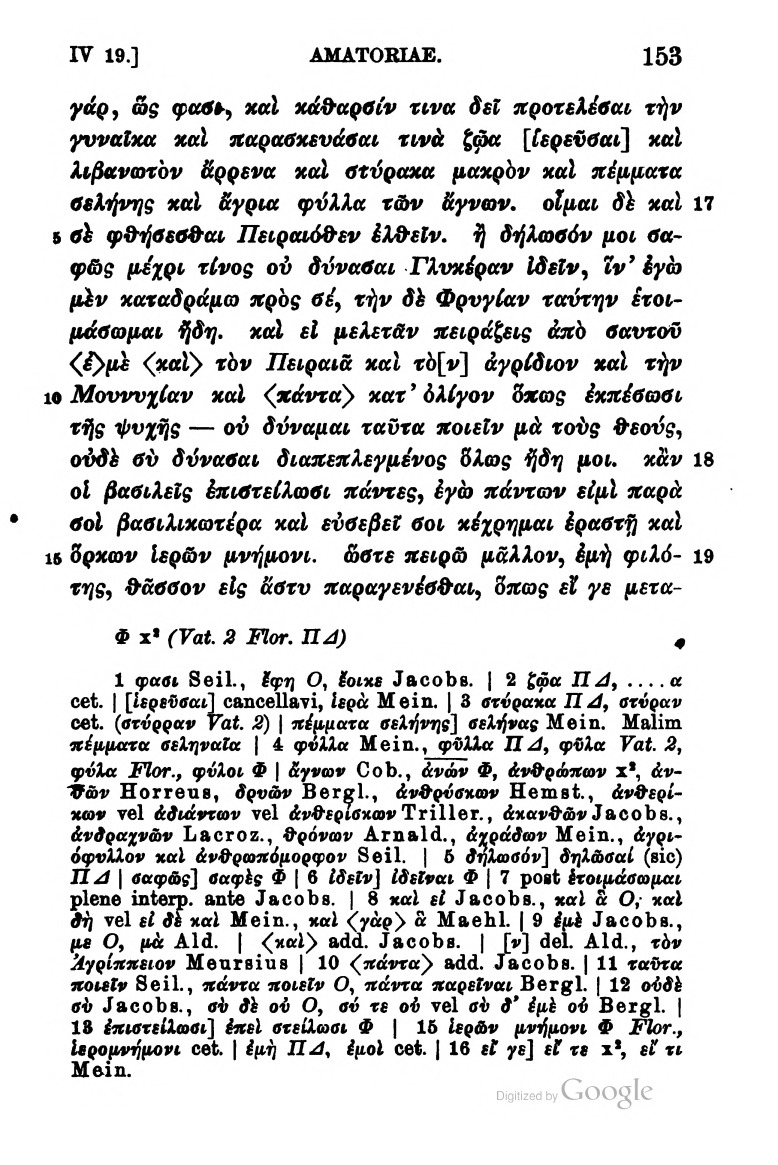 IV 19.] AMATORIAE. 153
γάρ, ὥς φασι, καὶ κάθαρσίν τινα δεῖ προτελέσαι τὴν
γυναῖκα καὶ παρασκευάσαι τινὰ ζῷα [ἱερεῦσαι] καὶ
λιβανωτὸν ἄρρενα καὶ στύρακα μακρὸν καὶ πέμματα
σελήνης καὶ ἄγρια φύλλα τῶν ἄγνων. οἶμαι δὲ καὶ 17
5 σὲ φθήσεσθαι Πειραιόθεν ἐλθεῖν. ἢ δήλωσόν μοι σα-
φῶς μέχρι τίνος οὐ δύνασαι Γλυκέραν ἰδεῖν, ἵν' ἐγὼ
μὲν καταδράμω πρὸς σέ, τὴν δὲ Φρυγίαν ταύτην ἑτοι-
μάσωμαι ἤδη. καὶ εἰ μελετᾶν πειράζεις ἀπὸ σαυτοῦ
⟨ἐ⟩μὲ ⟨καὶ⟩ τὸν Πειραιᾶ καὶ τὸ[ν] ἀγρίδιον καὶ τὴν
10 Μουννυχίαν καὶ ⟨πάντα⟩ κατ' ὀλίγον ὅπως ἐκπέσωσι
τῆς ψυχῆς — οὐ δύναμαι ταῦτα ποιεῖν μὰ τοὺς θεούς,
οὐδὲ σὺ δύνασαι διαπεπλεγμένος ὅλως ἤδη μοι. κἂν 18
οἱ βασιλεῖς ἐπιστείλωσι πάντες, ἐγὼ πάντων εἰμὶ παρὰ
σοὶ βασιλικωτέρα καὶ εὐσεβεῖ σοι κέχρημαι ἐραστῇ καὶ
15 ὅρκων ἱερῶν μνήμονι. ὥστε πειρῶ μᾶλλον, ἐμὴ φιλό- 19
της, θᾶσσον εἰς ἄστυ παραγενέσθαι, ὅπως εἴ γε μετα-
Φ x² (Vat. 2 Flor. ΠΔ)
1 φασι Seil., ἔφη O, ἔοικε Jacobs. | 2 ζῷα ΠΔ, ....α
cet. | [ἱερεῦσαι] cancellavi, ἱερὰ Mein. | 3 στύρακα ΠΔ, στύραν
cet. (στύρραν Vat. 2) | πέμματα σελήνης] σελήνας Mein. Malim
πέμματα σεληναῖα | 4 φύλλα Mein., φῦλλα ΠΔ, φῦλα Vat. 2,
φύλα Flor., φύλοι Φ | ἄγνων Cob., ἀνών Φ, ἀνθρώπων x², ἀν-
θῶν Horreus, δρυῶν Bergl., ἀνθρύσκων Hemst., ἀνθερί-
κων vel ἀδιάντων vel ἀνθερίσκων Triller., ἀκανθῶν Jacobs.,
ἀνδραχνῶν Lacroz., θρόνων Arnald., ἀχράδων Mein., ἀγρι-
όφυλλον καὶ ἀνθρωπόμορφον Seil. | 5 δήλωσόν] δηλῶσαί (sic)
ΠΔ | σαφῶς] σαφὲς Φ | 6 ἰδεῖν] ἰδεῖναι Φ | 7 post ἑτοιμάσωμαι
plene interp. ante Jacobs. | 8 καὶ εἰ Jacobs., καὶ ἃ O, καὶ
δὴ vel εἰ δὲ καὶ Mein., καὶ ⟨γὰρ⟩ ἃ Maehl. | 9 ἐμὲ Jacobs.,
με O, μὰ Ald. | ⟨καὶ⟩ add. Jacobs. | [ν] del. Ald., τὸν
Ἀγρίππειον Meursius | 10 ⟨πάντα⟩ add. Jacobs. | 11 ταῦτα
ποιεῖν Seil., πάντα ποιεῖν O, πάντα παρεῖναι Bergl. | 12 οὐδὲ
σὺ Jacobs., σὺ δὲ οὐ O, σύ τε οὐ vel σὺ δ' ἐμὲ οὐ Bergl. |
13 ἐπιστείλωσι] ἐπεὶ στείλωσι Φ | 15 ἱερῶν μνήμονι Φ Flor.,
ἱερομνήμονι cet. | ἐμὴ ΠΔ, ἐμοὶ cet. | 16 εἴ γε] εἴ τε x², εἴ τι
Mein.
Digitized by Google